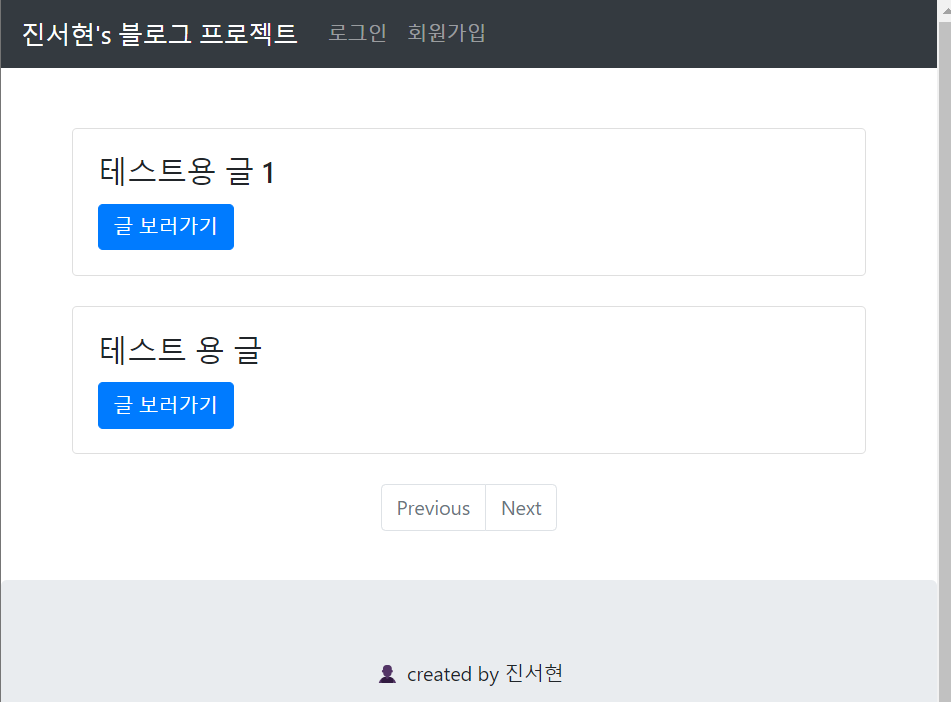 진서현's 블로그 프로젝트 로그인 회원가입
테스트용 글 1
글 보러가기
테스트 용 글
글 보러가기
Previous Next
created by 진서현